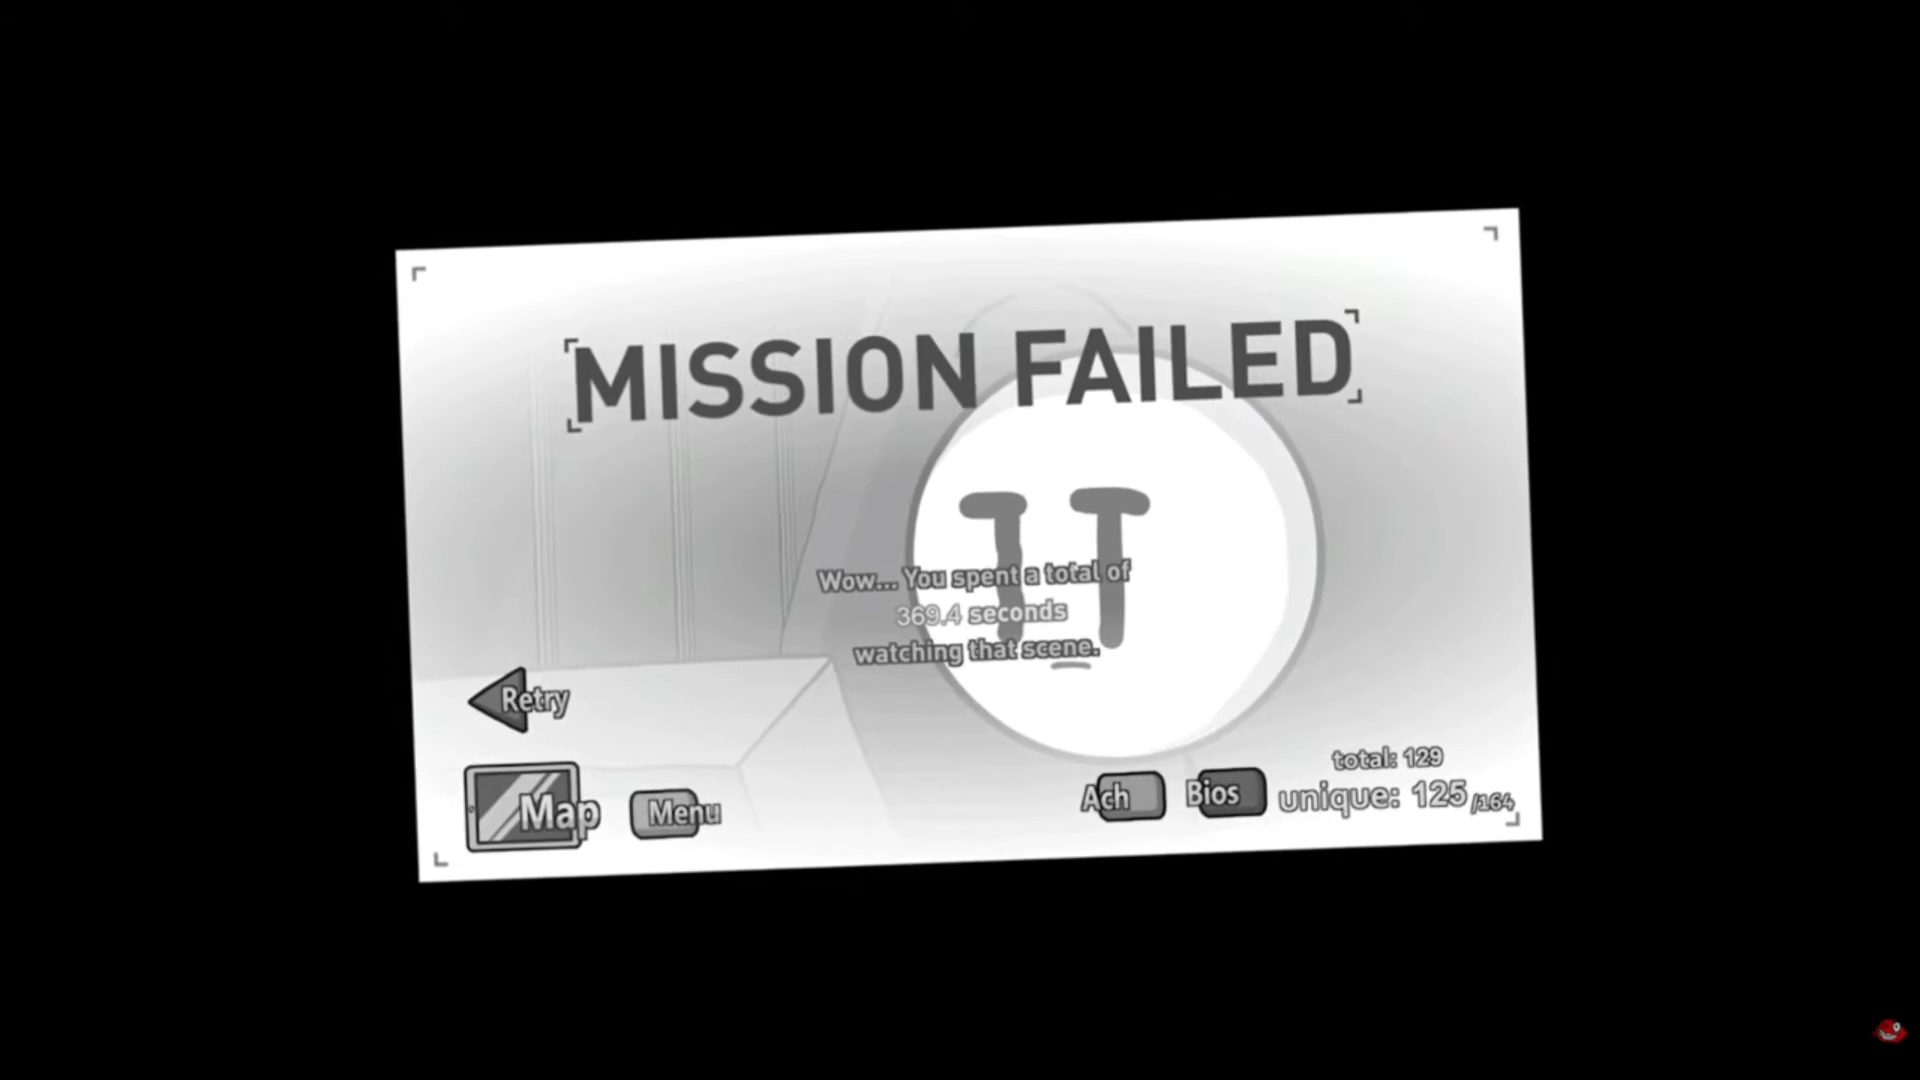 MISSION FAILED
Wow... You spent a total of
369.4 seconds
watching that scene.
Retry
Map
Menu
Ach
Bios
total: 129
unique: 125 /164